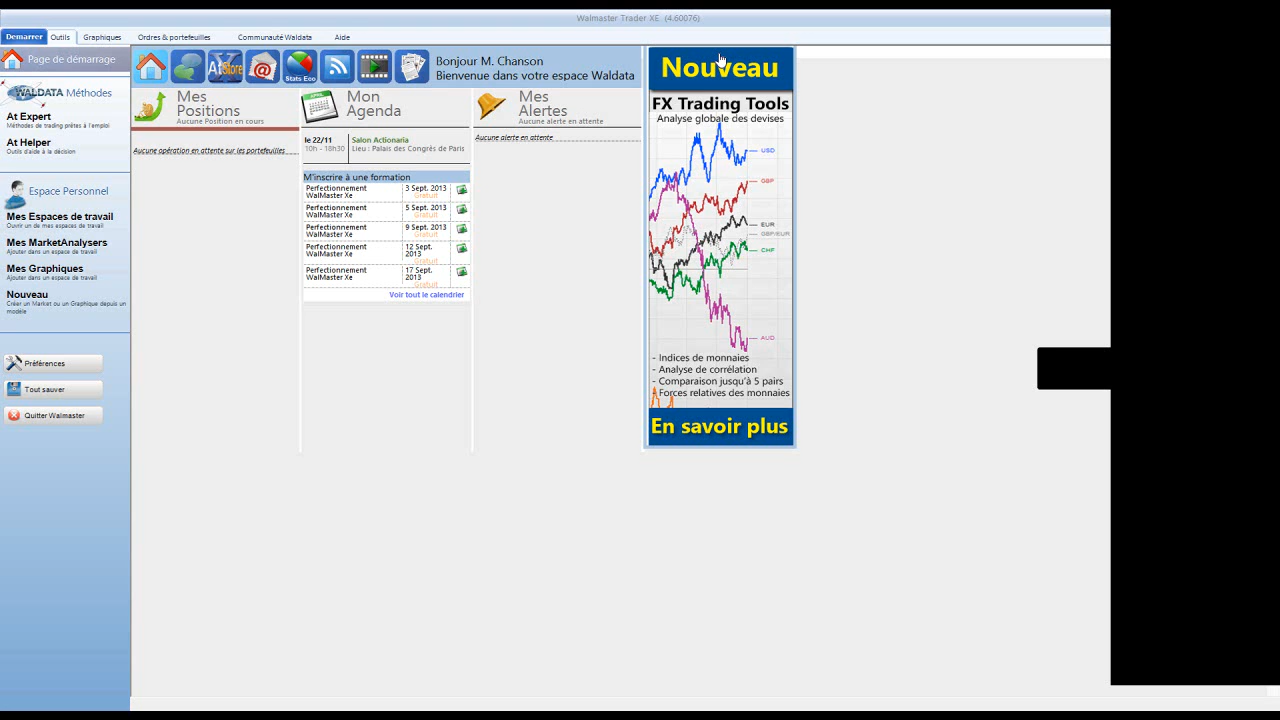 Walmaster Trader XE (4.60076)
Demarrer Outils Graphiques Ordres & portefeuilles Communauté Waldata Aide
Page de démarrage
WALDATA Méthodes
At Expert
Méthodes de trading prêtes à l'emploi
At Helper
Outils d'aide à la décision
Espace Personnel
Mes Espaces de travail
Ouvrir un de mes espaces de travail
Mes MarketAnalysers
Ajouter dans un espace de travail
Mes Graphiques
Ajouter dans un espace de travail
Nouveau
Créer un Market ou un Graphique depuis un
modèle
Préférences
Tout sauver
Quitter Walmaster
AtStore
Stats Eco
Bonjour M. Chanson
Bienvenue dans votre espace Waldata
Mes
Positions
Aucune Position en cours
Aucune opération en attente sur les portefeuilles
Mon
Agenda
le 22/11 Salon Actionaria
10h - 18h30 Lieu : Palais des Congrès de Paris
M'inscrire à une formation
Perfectionnement 3 Sept. 2013
WalMaster Xe Gratuit
Perfectionnement 5 Sept. 2013
WalMaster Xe Gratuit
Perfectionnement 9 Sept. 2013
WalMaster Xe Gratuit
Perfectionnement 12 Sept.
WalMaster Xe 2013
Gratuit
Perfectionnement 17 Sept.
WalMaster Xe 2013
Gratuit
Voir tout le calendrier
Mes
Alertes
Aucune alerte en attente
Aucune alerte en attente
Nouveau
FX Trading Tools
Analyse globale des devises
USD
GBP
EUR
GBP/EUR
CHF
AUD
- Indices de monnaies
- Analyse de corrélation
- Comparaison jusqu'à 5 pairs
- Forces relatives des monnaies
En savoir plus